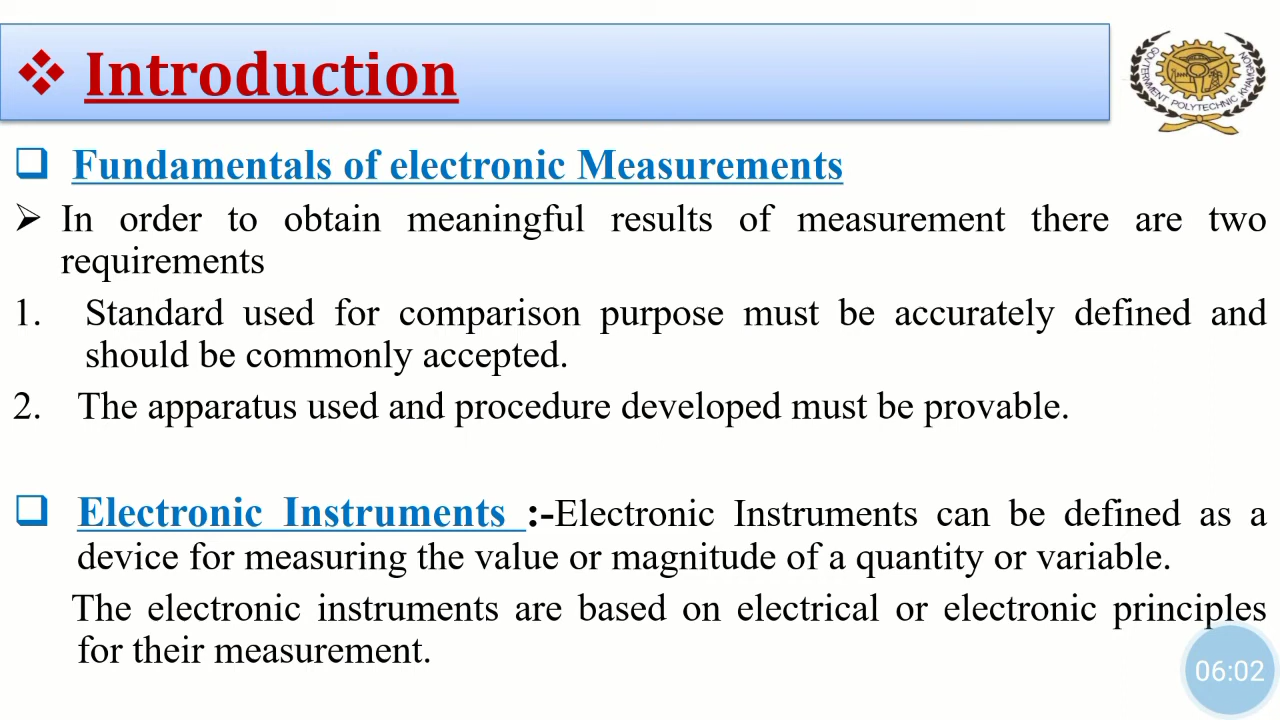 ❖ Introduction
GOVERNMENT POLYTECHNIC KHAMGAON
❑ Fundamentals of electronic Measurements
➢ In order to obtain meaningful results of measurement there are two
requirements
1. Standard used for comparison purpose must be accurately defined and
should be commonly accepted.
2. The apparatus used and procedure developed must be provable.
❑ Electronic Instruments :-Electronic Instruments can be defined as a
device for measuring the value or magnitude of a quantity or variable.
The electronic instruments are based on electrical or electronic principles
for their measurement.
06:02